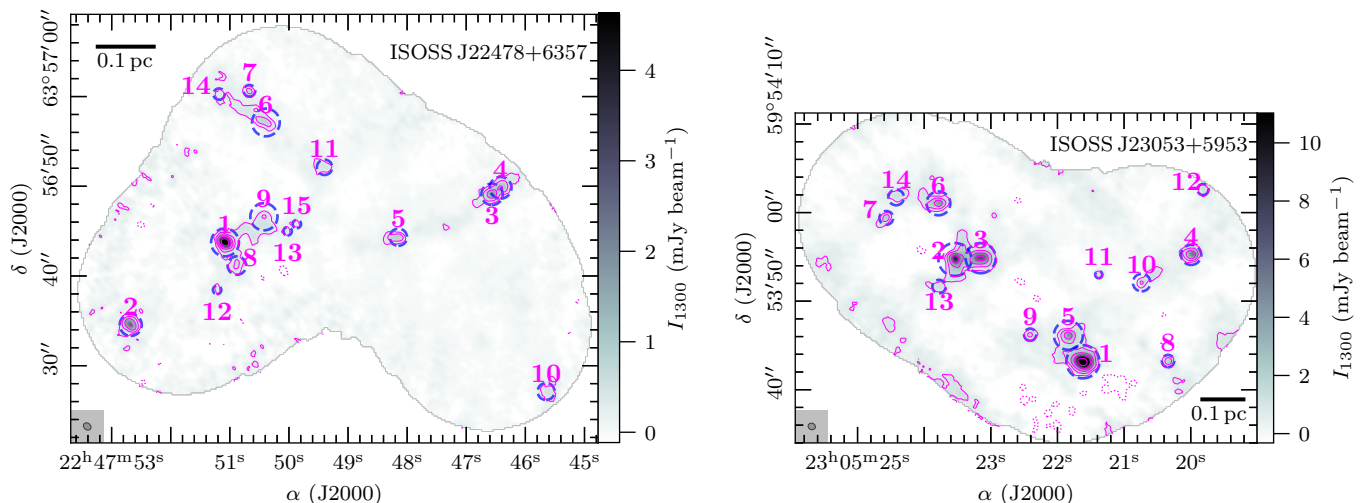 ISOSS J22478+6357
0.1 pc
63° 57′ 00″
56′ 50″
40″
30″
δ (J2000)
14
7
6
11
4
3
9
15
1
5
8
13
12
2
10
22ʰ47ᵐ53ˢ
51ˢ
50ˢ
49ˢ
48ˢ
47ˢ
46ˢ
45ˢ
α (J2000)
4
3
2
1
0
I₁₃₀₀ (mJy beam⁻¹)
ISOSS J23053+5953
59° 54′ 10″
54′ 00″
53′ 50″
40″
δ (J2000)
14
6
12
7
2
3
4
11
10
13
9
5
1
8
0.1 pc
23ʰ05ᵐ25ˢ
23ˢ
22ˢ
21ˢ
20ˢ
α (J2000)
10
8
6
4
2
0
I₁₃₀₀ (mJy beam⁻¹)